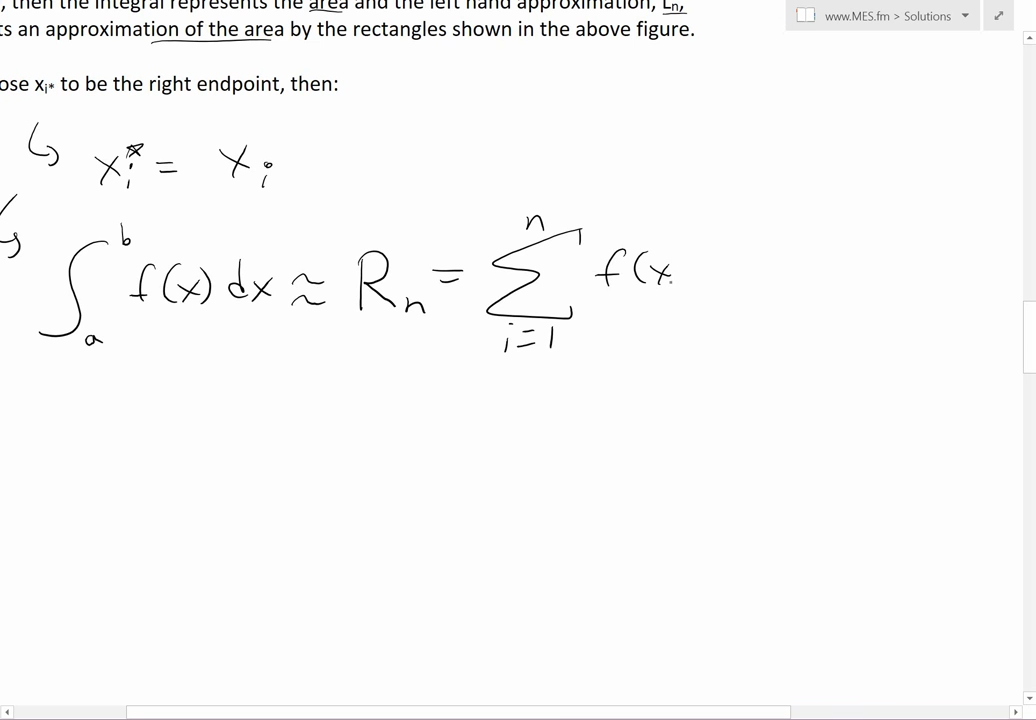 , then the integral represents the area and the left hand approximation, Ln,
www.MES.fm > Solutions
ts an approximation of the area by the rectangles shown in the above figure.
ose xi* to be the right endpoint, then:
xi* = xi
∫ₐᵇ f(x) dx ≈ Rn = ∑ⁿᵢ₌₁ f(x